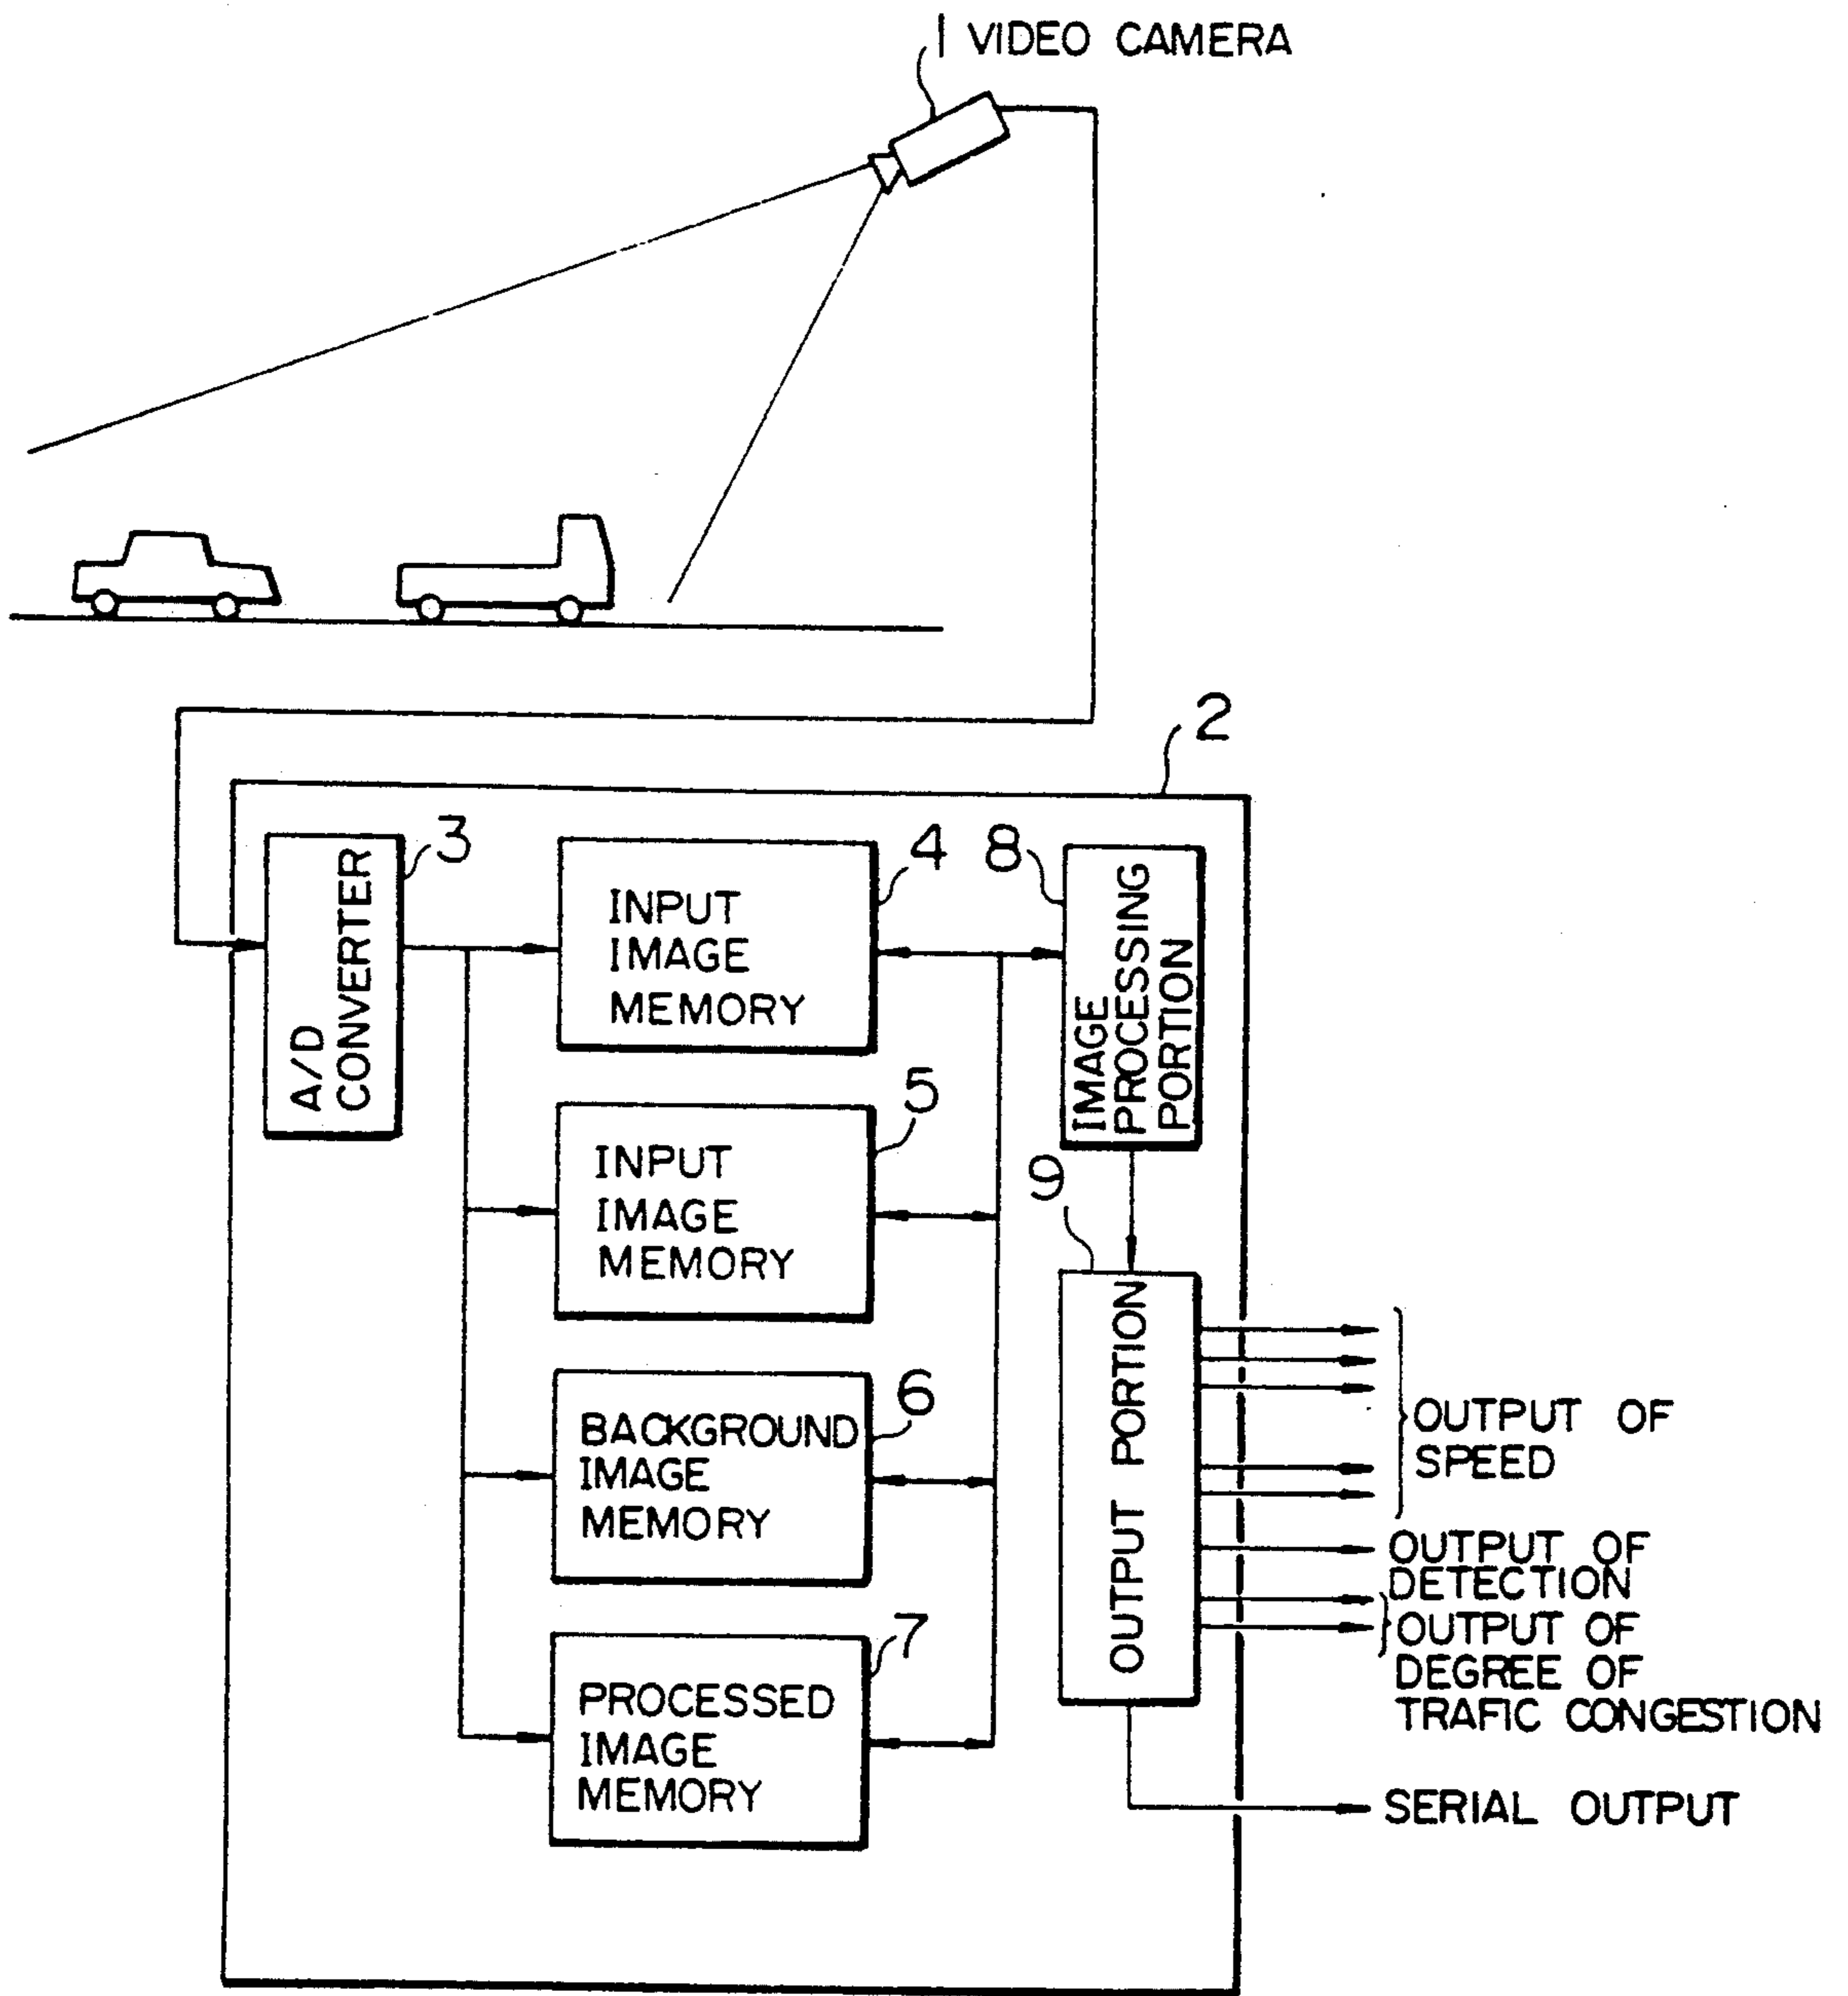 1 VIDEO CAMERA
2
3
A/D
CONVERTER
4
INPUT
IMAGE
MEMORY
8
IMAGE
PROCESSING
PORTION
5
INPUT
IMAGE
MEMORY
9
OUTPUT PORTION
6
BACKGROUND
IMAGE
MEMORY
7
PROCESSED
IMAGE
MEMORY
OUTPUT OF
SPEED
OUTPUT OF
DETECTION
OUTPUT OF
DEGREE OF
TRAFIC CONGESTION
SERIAL OUTPUT